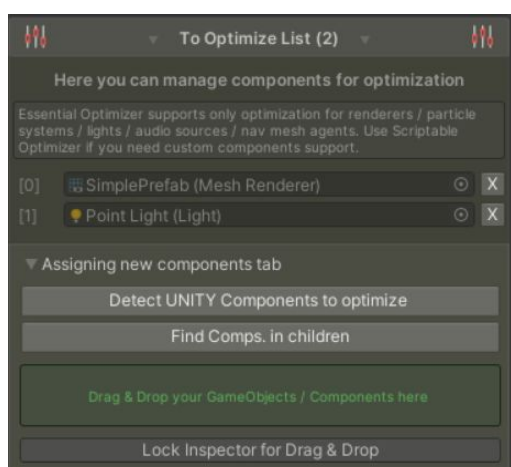 To Optimize List (2)
Here you can manage components for optimization
Essential Optimizer supports only optimization for renderers / particle
systems / lights / audio sources / nav mesh agents. Use Scriptable
Optimizer if you need custom components support.
[0] SimplePrefab (Mesh Renderer) X
[1] Point Light (Light) X
Assigning new components tab
Detect UNITY Components to optimize
Find Comps. in children
Drag & Drop your GameObjects / Components here
Lock Inspector for Drag & Drop